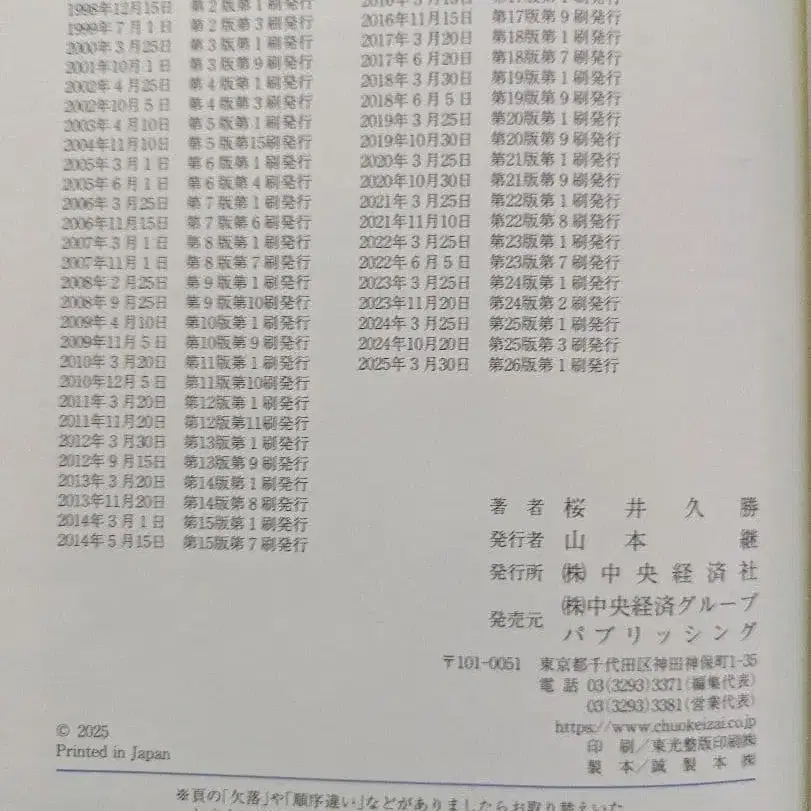 1998年12月15日 第2版第1刷発行
1999年7月1日 第2版第3刷発行
2000年3月25日 第3版第1刷発行
2001年10月1日 第3版第9刷発行
2002年4月25日 第4版第1刷発行
2002年10月5日 第4版第3刷発行
2003年4月10日 第5版第1刷発行
2004年11月10日 第5版第15刷発行
2005年3月1日 第6版第1刷発行
2005年6月1日 第6版第4刷発行
2006年3月25日 第7版第1刷発行
2006年11月15日 第7版第6刷発行
2007年3月1日 第8版第1刷発行
2007年11月1日 第8版第7刷発行
2008年2月25日 第9版第1刷発行
2008年9月25日 第9版第10刷発行
2009年4月10日 第10版第1刷発行
2009年11月5日 第10版第9刷発行
2010年3月20日 第11版第1刷発行
2010年12月5日 第11版第10刷発行
2011年3月20日 第12版第1刷発行
2011年11月20日 第12版第11刷発行
2012年3月30日 第13版第1刷発行
2012年9月15日 第13版第9刷発行
2013年3月20日 第14版第1刷発行
2013年11月20日 第14版第8刷発行
2014年3月1日 第15版第1刷発行
2014年5月15日 第15版第7刷発行
2016年11月15日 第17版第9刷発行
2017年3月20日 第18版第1刷発行
2017年6月20日 第18版第7刷発行
2018年3月30日 第19版第1刷発行
2018年6月5日 第19版第9刷発行
2019年3月25日 第20版第1刷発行
2019年10月30日 第20版第9刷発行
2020年3月25日 第21版第1刷発行
2020年10月30日 第21版第9刷発行
2021年3月25日 第22版第1刷発行
2021年11月10日 第22版第8刷発行
2022年3月25日 第23版第1刷発行
2022年6月5日 第23版第7刷発行
2023年3月25日 第24版第1刷発行
2023年11月20日 第24版第2刷発行
2024年3月25日 第25版第1刷発行
2024年10月20日 第25版第3刷発行
2025年3月30日 第26版第1刷発行
著者 桜井久勝
発行者 山本継
発行所 ㈱中央経済社
発売元 ㈱中央経済グループ
パブリッシング
〒101-0051 東京都千代田区神田神保町1-35
電話 03(3293)3371(編集代表)
03(3293)3381(営業代表)
https://www.chuokeizai.co.jp
印刷／東光整版印刷㈱
製本／誠製本㈱
© 2025
Printed in Japan
※頁の「欠落」や「順序違い」などがありましたらお取り替えいた